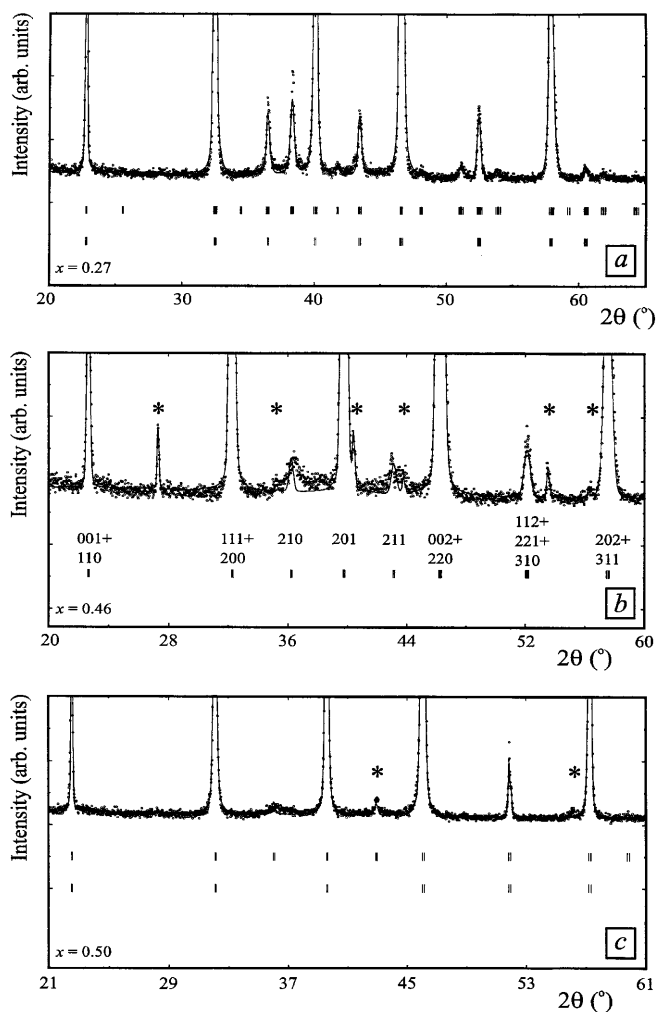 Intensity (arb. units)
x = 0.27
a
20 30 40 50 60
2θ (°)
Intensity (arb. units)
* * * * * *
112+
001+ 111+ 210 201 211 002+ 221+ 202+
110 200 220 310 311
x = 0.46
b
20 28 36 44 52 60
2θ (°)
Intensity (arb. units)
* *
x = 0.50
c
21 29 37 45 53 61
2θ (°)